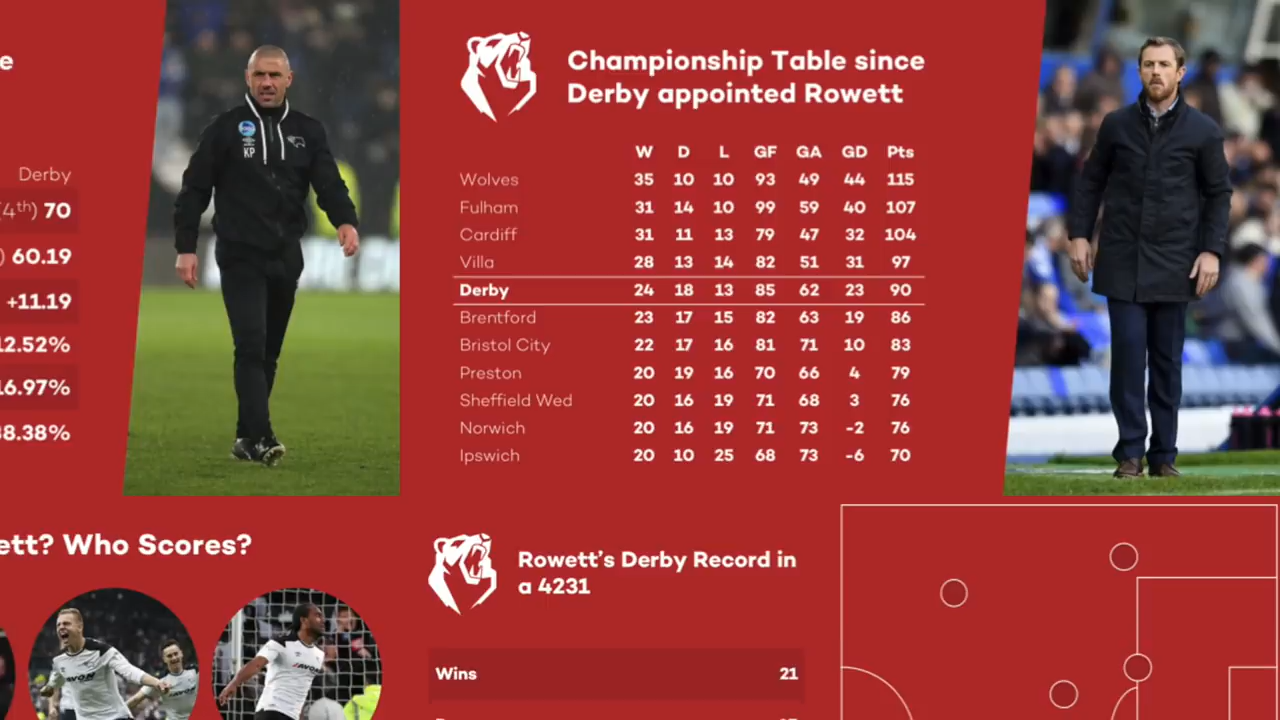 e
Derby
(4th) 70
) 60.19
+11.19
12.52%
16.97%
38.38%
KP
Championship Table since
Derby appointed Rowett
W D L GF GA GD Pts
Wolves 35 10 10 93 49 44 115
Fulham 31 14 10 99 59 40 107
Cardiff 31 11 13 79 47 32 104
Villa 28 13 14 82 51 31 97
Derby 24 18 13 85 62 23 90
Brentford 23 17 15 82 63 19 86
Bristol City 22 17 16 81 71 10 83
Preston 20 19 16 70 66 4 79
Sheffield Wed 20 16 19 71 68 3 76
Norwich 20 16 19 71 73 -2 76
Ipswich 20 10 25 68 73 -6 70
ett? Who Scores?
AVON
AVON
Rowett's Derby Record in
a 4231
Wins 21